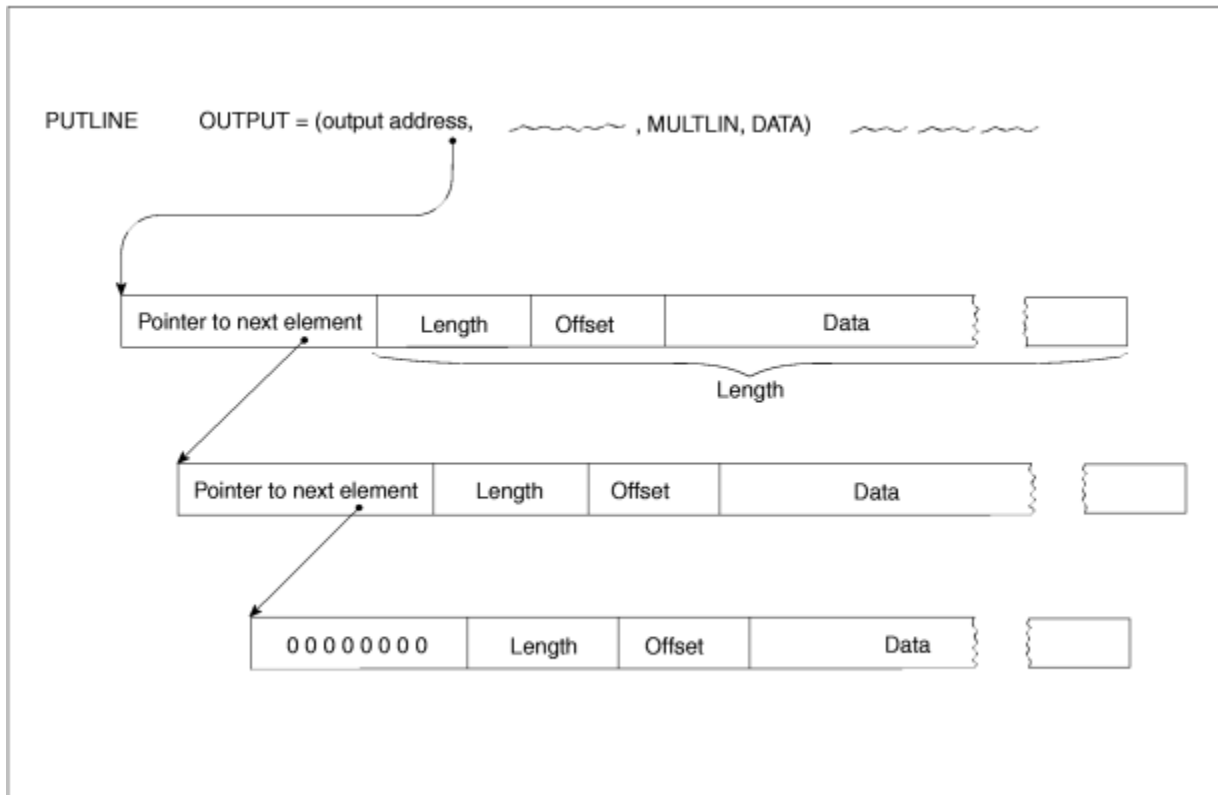 PUTLINE OUTPUT = (output address, , MULTLIN, DATA)
Pointer to next element Length Offset Data
Length
Pointer to next element Length Offset Data
0 0 0 0 0 0 0 0 Length Offset Data